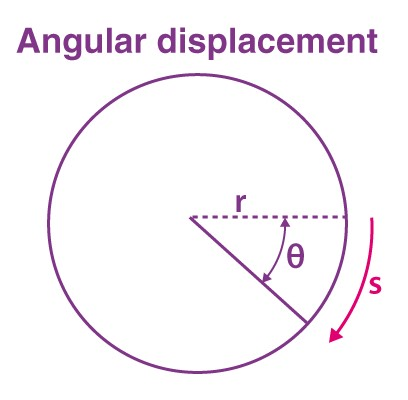 Angular displacement
r
θ
s